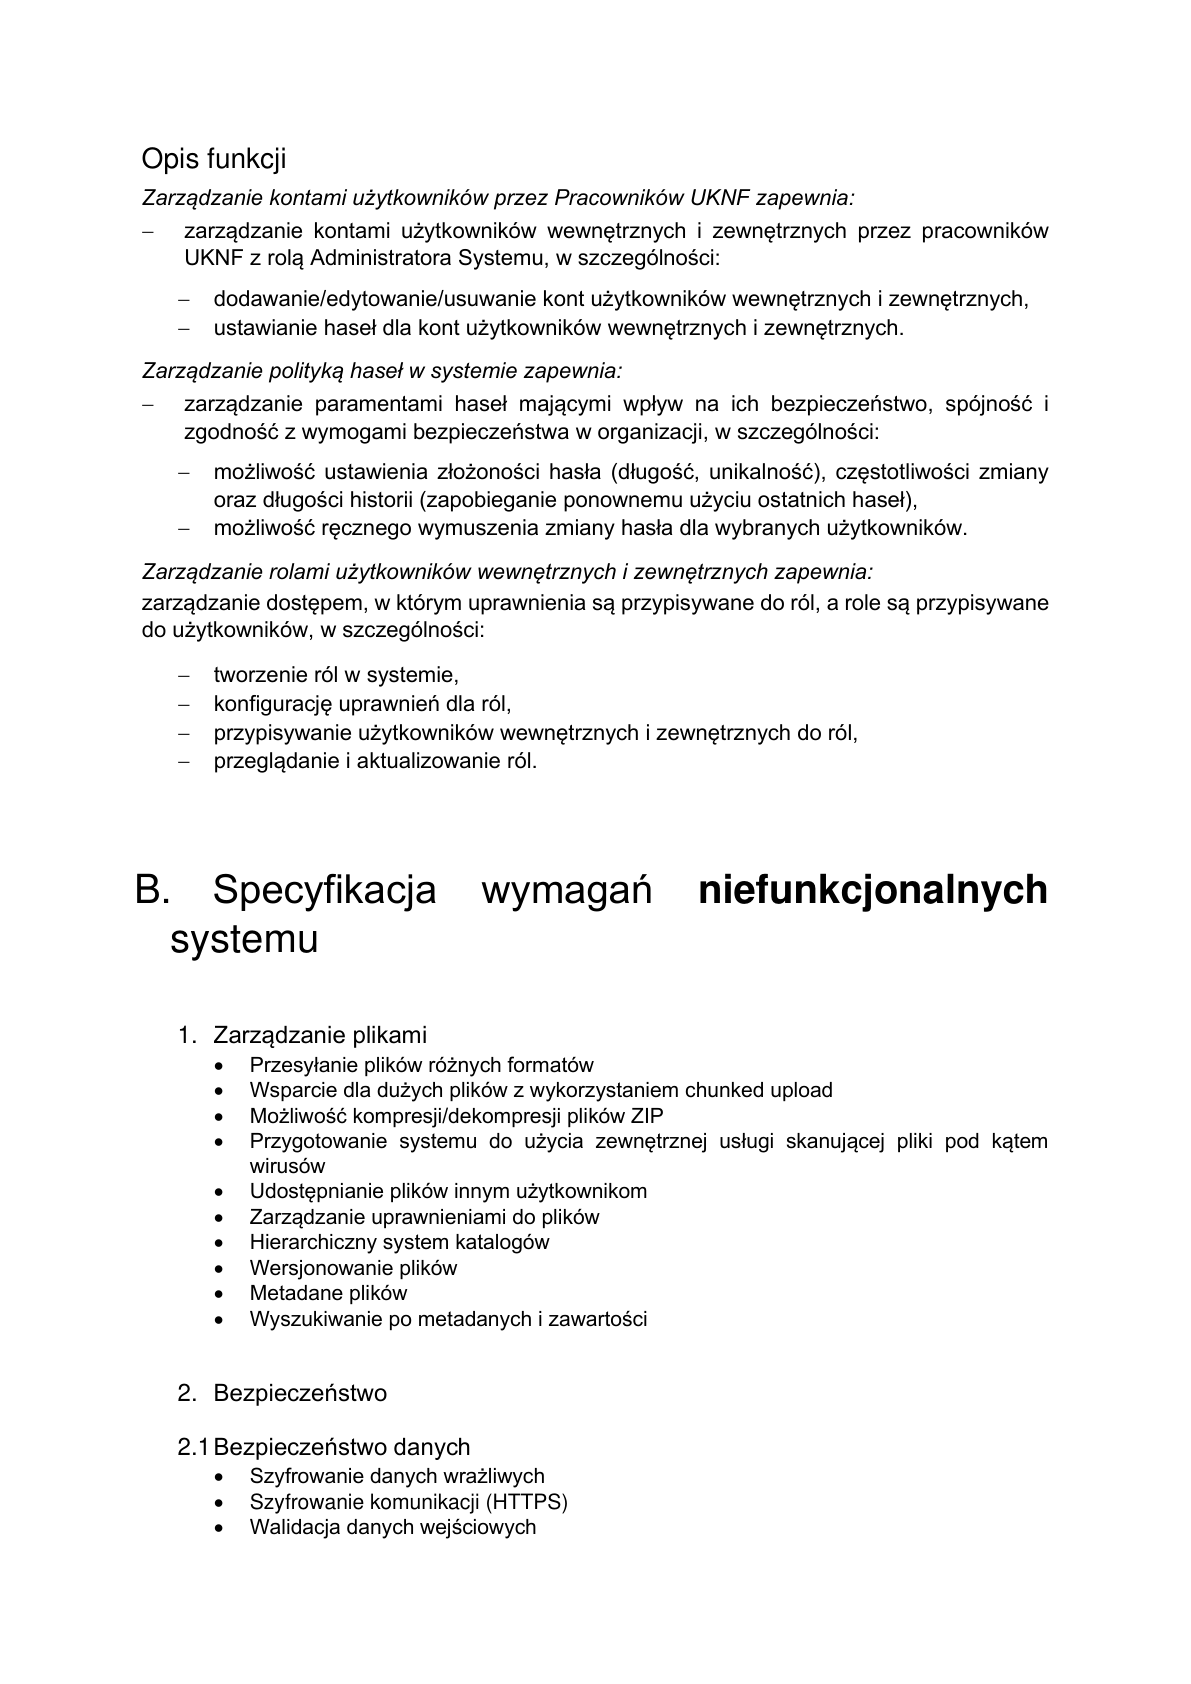 Opis funkcji
Zarządzanie kontami użytkowników przez Pracowników UKNF zapewnia:
– zarządzanie kontami użytkowników wewnętrznych i zewnętrznych przez pracowników
UKNF z rolą Administratora Systemu, w szczególności:
– dodawanie/edytowanie/usuwanie kont użytkowników wewnętrznych i zewnętrznych,
– ustawianie haseł dla kont użytkowników wewnętrznych i zewnętrznych.
Zarządzanie polityką haseł w systemie zapewnia:
– zarządzanie paramentami haseł mającymi wpływ na ich bezpieczeństwo, spójność i
zgodność z wymogami bezpieczeństwa w organizacji, w szczególności:
– możliwość ustawienia złożoności hasła (długość, unikalność), częstotliwości zmiany
oraz długości historii (zapobieganie ponownemu użyciu ostatnich haseł),
– możliwość ręcznego wymuszenia zmiany hasła dla wybranych użytkowników.
Zarządzanie rolami użytkowników wewnętrznych i zewnętrznych zapewnia:
zarządzanie dostępem, w którym uprawnienia są przypisywane do ról, a role są przypisywane
do użytkowników, w szczególności:
– tworzenie ról w systemie,
– konfigurację uprawnień dla ról,
– przypisywanie użytkowników wewnętrznych i zewnętrznych do ról,
– przeglądanie i aktualizowanie ról.
B. Specyfikacja wymagań niefunkcjonalnych
systemu
1. Zarządzanie plikami
• Przesyłanie plików różnych formatów
• Wsparcie dla dużych plików z wykorzystaniem chunked upload
• Możliwość kompresji/dekompresji plików ZIP
• Przygotowanie systemu do użycia zewnętrznej usługi skanującej pliki pod kątem
wirusów
• Udostępnianie plików innym użytkownikom
• Zarządzanie uprawnieniami do plików
• Hierarchiczny system katalogów
• Wersjonowanie plików
• Metadane plików
• Wyszukiwanie po metadanych i zawartości
2. Bezpieczeństwo
2.1 Bezpieczeństwo danych
• Szyfrowanie danych wrażliwych
• Szyfrowanie komunikacji (HTTPS)
• Walidacja danych wejściowych